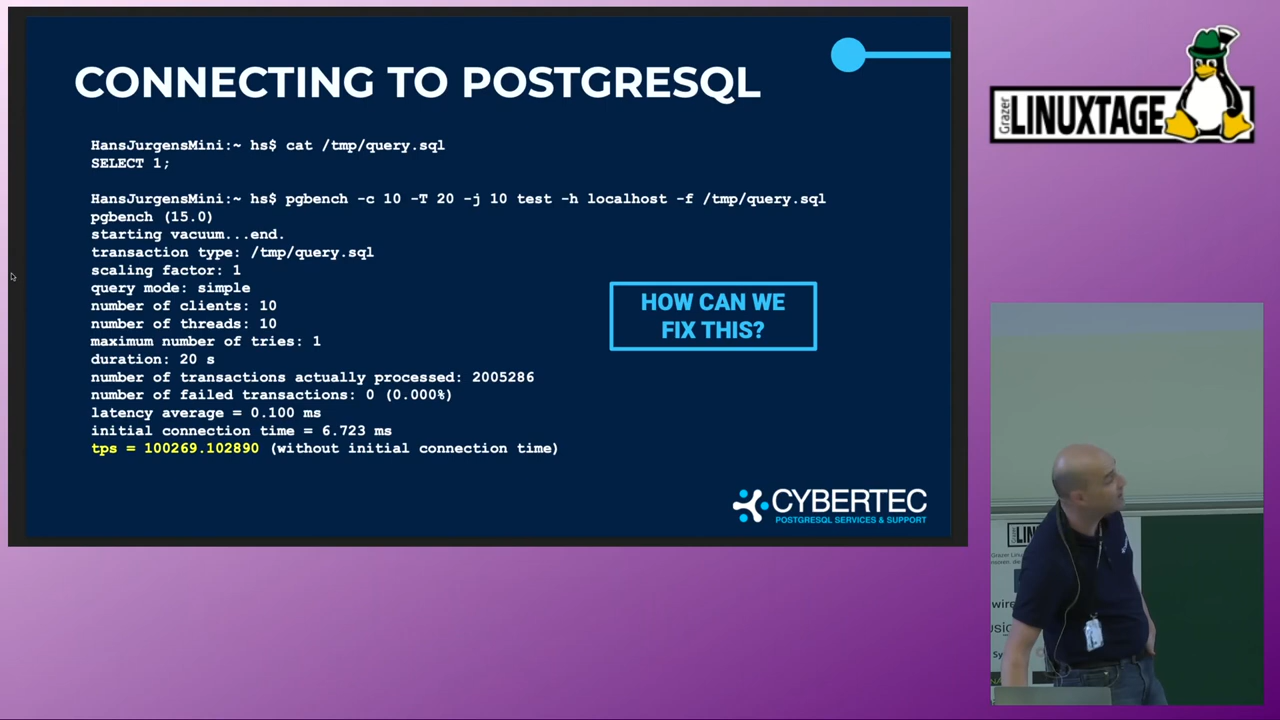 CONNECTING TO POSTGRESQL
HansJurgensMini:~ hs$ cat /tmp/query.sql
SELECT 1;
HansJurgensMini:~ hs$ pgbench -c 10 -T 20 -j 10 test -h localhost -f /tmp/query.sql
pgbench (15.0)
starting vacuum...end.
transaction type: /tmp/query.sql
scaling factor: 1
query mode: simple
number of clients: 10
number of threads: 10
maximum number of tries: 1
duration: 20 s
number of transactions actually processed: 2005286
number of failed transactions: 0 (0.000%)
latency average = 0.100 ms
initial connection time = 6.723 ms
tps = 100269.102890 (without initial connection time)
HOW CAN WE
FIX THIS?
CYBERTEC
POSTGRESQL SERVICES & SUPPORT
Grazer
LINUXTAGE
LIN
Grazer Linu